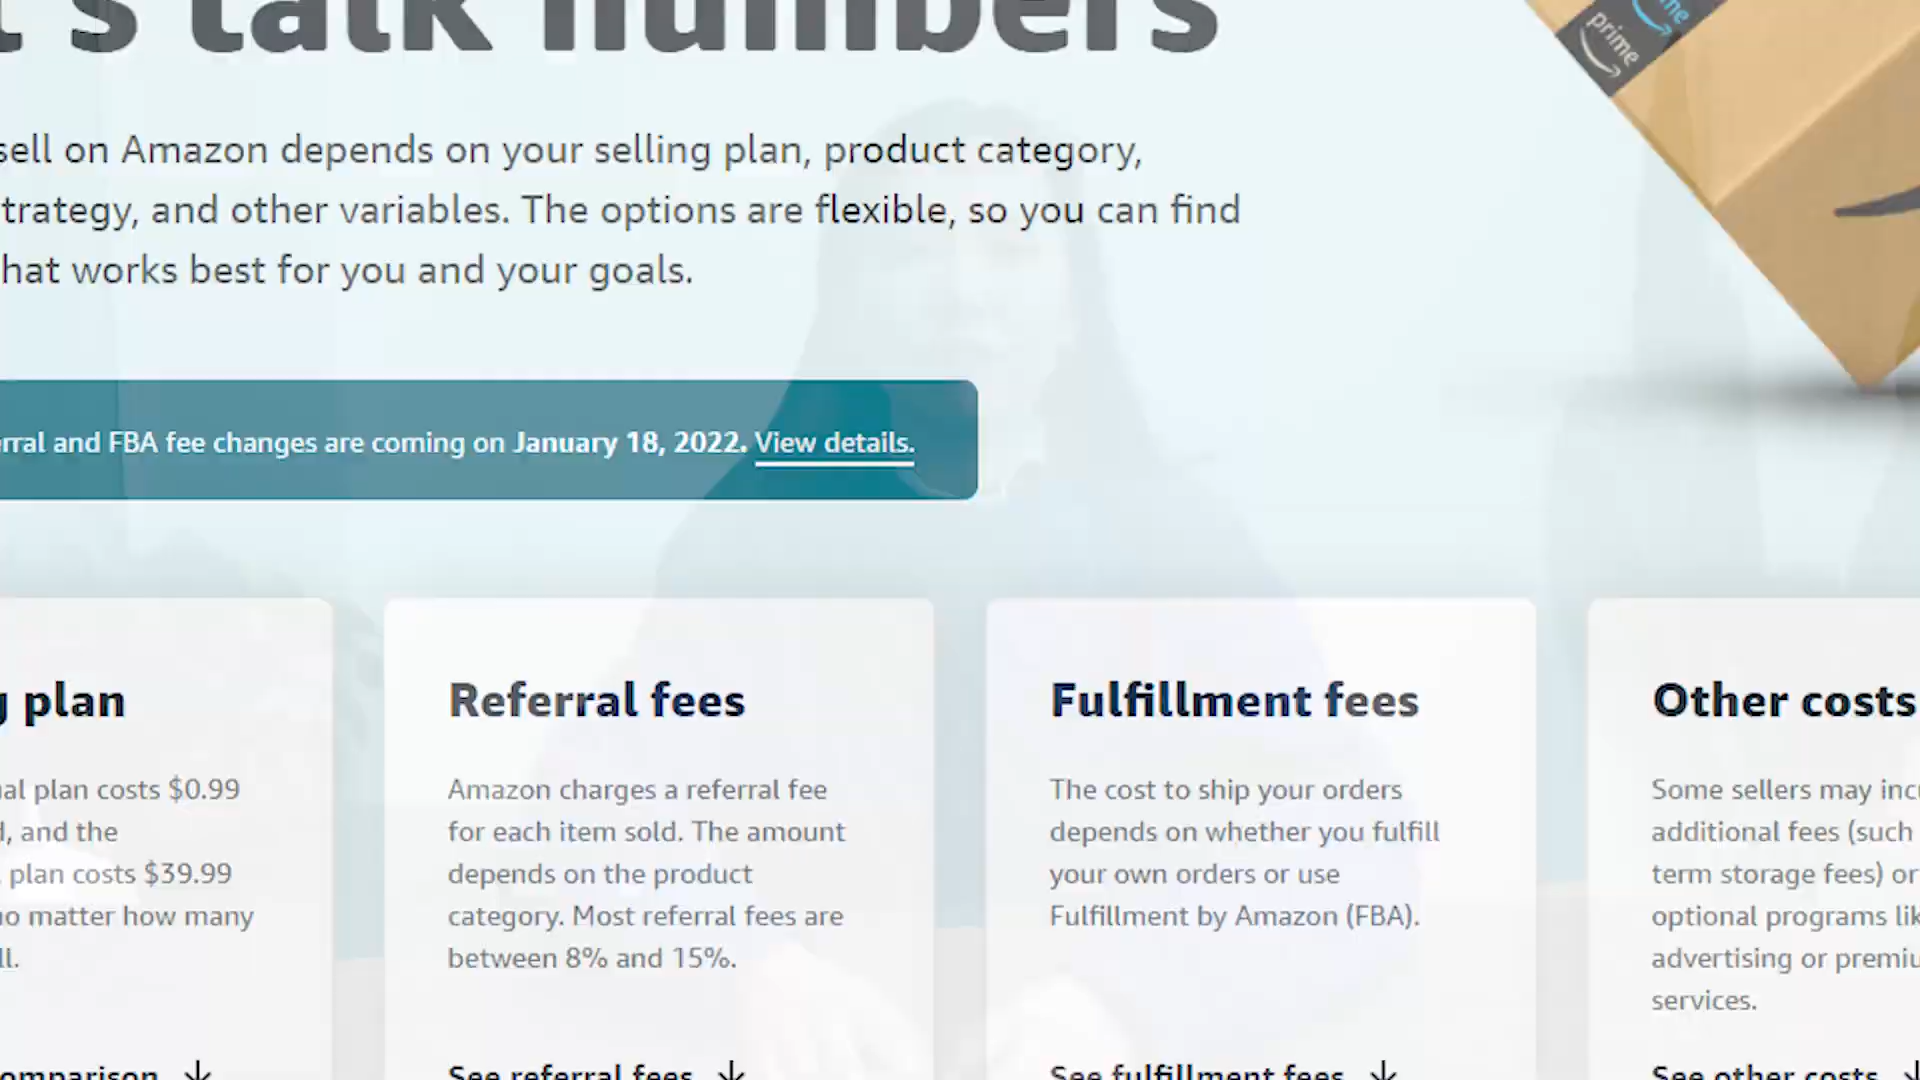 t's talk numbers
prime
sell on Amazon depends on your selling plan, product category,
trategy, and other variables. The options are flexible, so you can find
hat works best for you and your goals.
rral and FBA fee changes are coming on January 18, 2022. View details.
g plan
al plan costs $0.99
d, and the
plan costs $39.99
no matter how many
ll.
omparison
Referral fees
Amazon charges a referral fee
for each item sold. The amount
depends on the product
category. Most referral fees are
between 8% and 15%.
See referral fees
Fulfillment fees
The cost to ship your orders
depends on whether you fulfill
your own orders or use
Fulfillment by Amazon (FBA).
See fulfillment fees
Other costs
Some sellers may inc
additional fees (such
term storage fees) or
optional programs lik
advertising or premiu
services.
See other costs